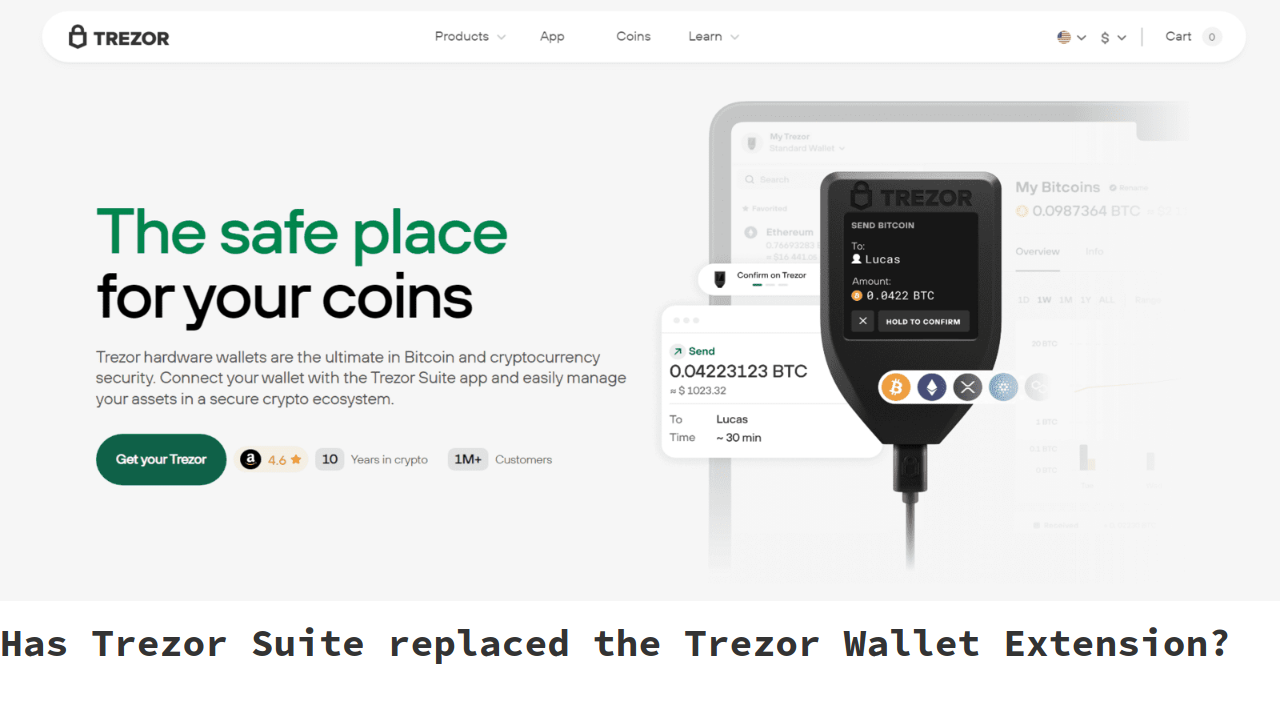 TREZOR
Products
App
Coins
Learn
$
Cart
0
The safe place
for your coins
Trezor hardware wallets are the ultimate in Bitcoin and cryptocurrency
security. Connect your wallet with the Trezor Suite app and easily manage
your assets in a secure crypto ecosystem.
Get your Trezor
a
4.6
10
Years in crypto
1M+
Customers
My Trezor
Standard Wallet
Search
Favorited
Ethereum
Confirm on Trezor
Send
0.04223123 BTC
≈ $ 1023.32
To Lucas
Time ~ 30 min
TREZOR
SEND BITCOIN
To:
Lucas
Amount:
0.0422 BTC
HOLD TO CONFIRM
My Bitcoins
0.0987364 BTC
Overview
Info
1D 1W 1M 1Y ALL
Has Trezor Suite replaced the Trezor Wallet Extension?